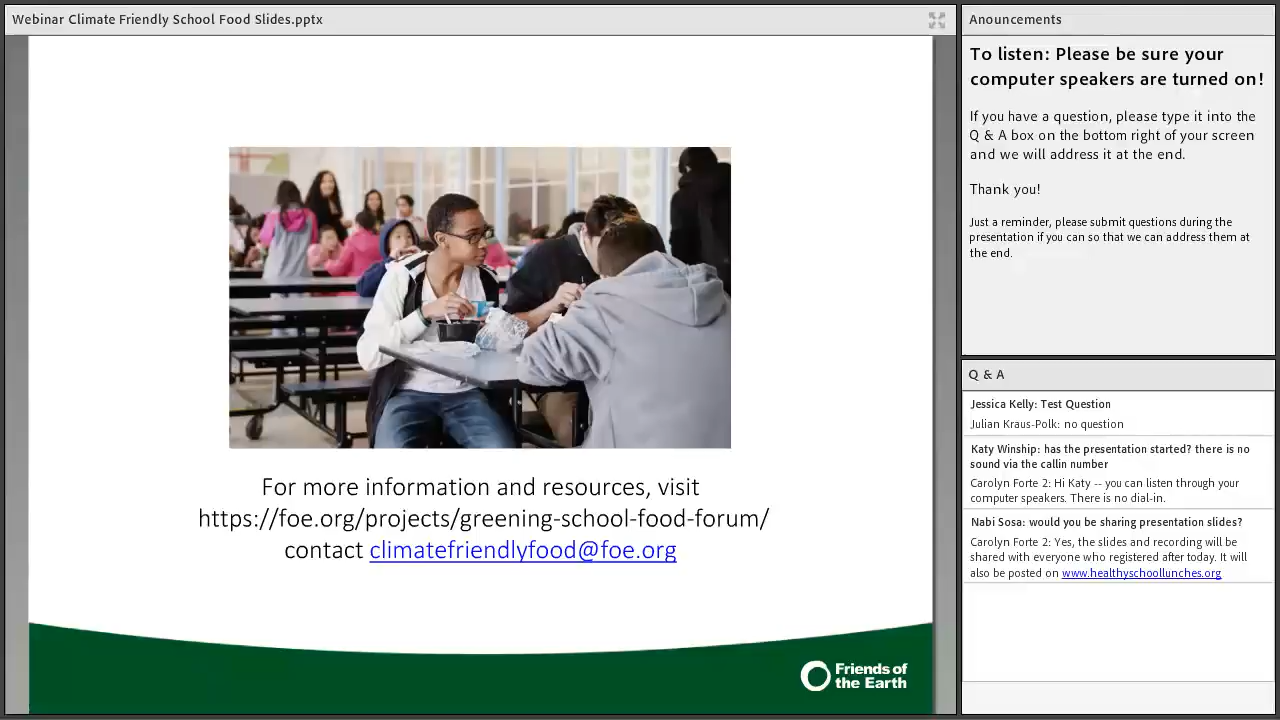 Webinar Climate Friendly School Food Slides.pptx
For more information and resources, visit
https://foe.org/projects/greening-school-food-forum/
contact climatefriendlyfood@foe.org
Friends of
the Earth
Anouncements
To listen: Please be sure your
computer speakers are turned on!
If you have a question, please type it into the
Q & A box on the bottom right of your screen
and we will address it at the end.
Thank you!
Just a reminder, please submit questions during the
presentation if you can so that we can address them at
the end.
Q & A
Jessica Kelly: Test Question
Julian Kraus-Polk: no question
Katy Winship: has the presentation started? there is no
sound via the callin number
Carolyn Forte 2: Hi Katy -- you can listen through your
computer speakers. There is no dial-in.
Nabi Sosa: would you be sharing presentation slides?
Carolyn Forte 2: Yes, the slides and recording will be
shared with everyone who registered after today. It will
also be posted on www.healthyschoollunches.org